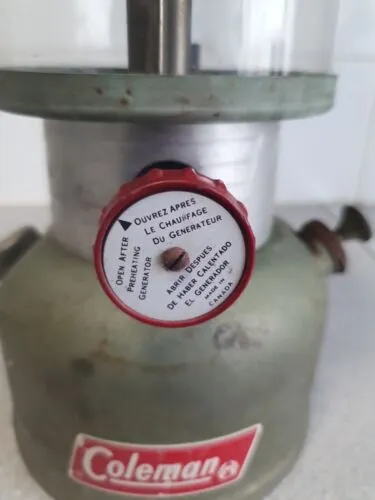 OUVREZ APRES
LE CHAUFFAGE
DU GENERATEUR
OPEN AFTER
PREHEATING
GENERATOR
ABRIR DESPUES
DE HABER CALENTADO
EL GENERADOR
MADE IN
CANADA
Coleman